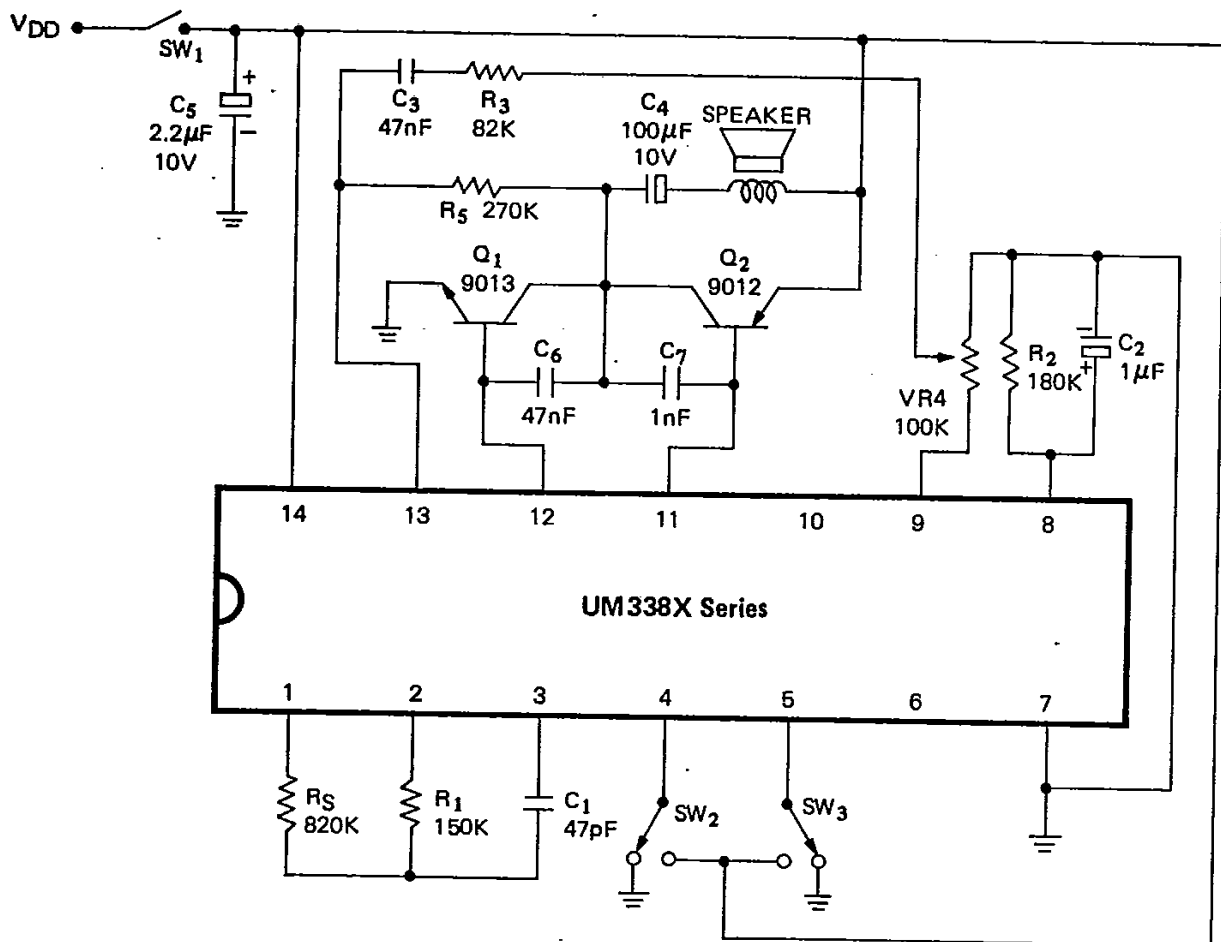 VDD
SW1
C5
2.2µF
10V
+
−
C3
47nF
R3
82K
C4
100µF
10V
SPEAKER
R5 270K
Q1
9013
Q2
9012
C6
47nF
C7
1nF
VR4
100K
R2
180K
−
+
C2
1µF
14 13 12 11 10 9 8
UM338X Series
1 2 3 4 5 6 7
RS
820K
R1
150K
C1
47pF
SW2
SW3